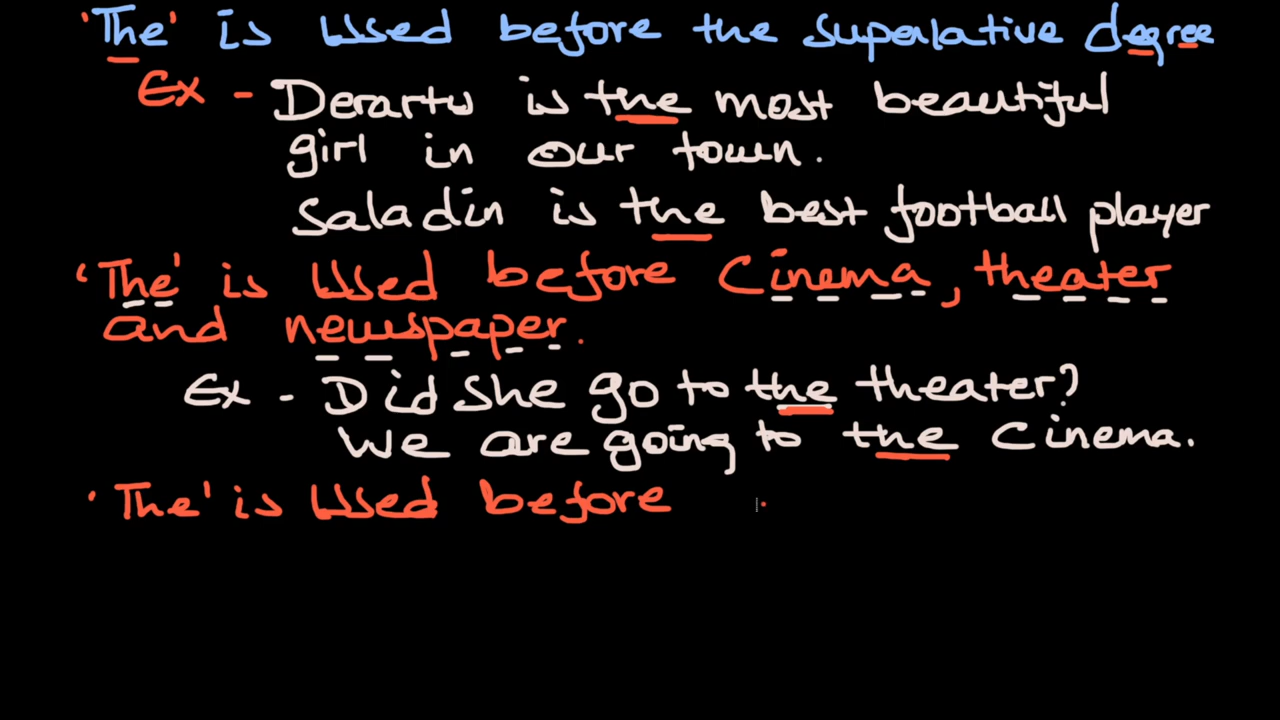 'The' is used before the superlative degree
Ex - Derartu is the most beautiful
girl in our town.
Saladin is the best football player
'The' is used before Cinema, theater
and newspaper.
Ex - Did she go to the theater?
We are going to the Cinema.
'The' is used before